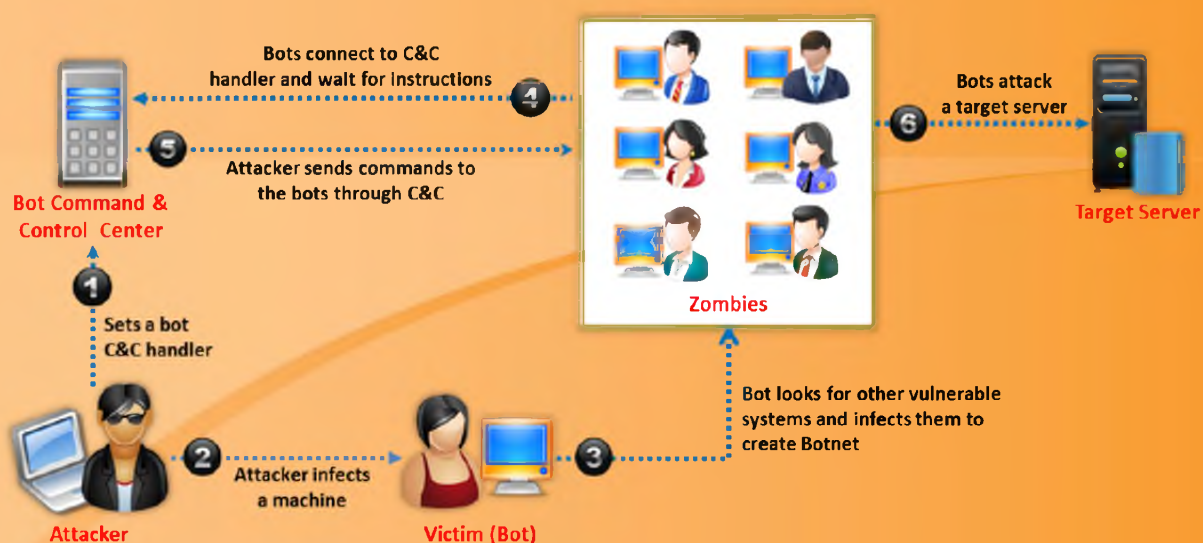 Bots connect to C&C
handler and wait for instructions
4
5
Attacker sends commands to
the bots through C&C
Bot Command &
Control Center
1
Sets a bot
C&C handler
Attacker
2
Attacker infects
a machine
Victim (Bot)
3
Bot looks for other vulnerable
systems and infects them to
create Botnet
Zombies
6
Bots attack
a target server
Target Server